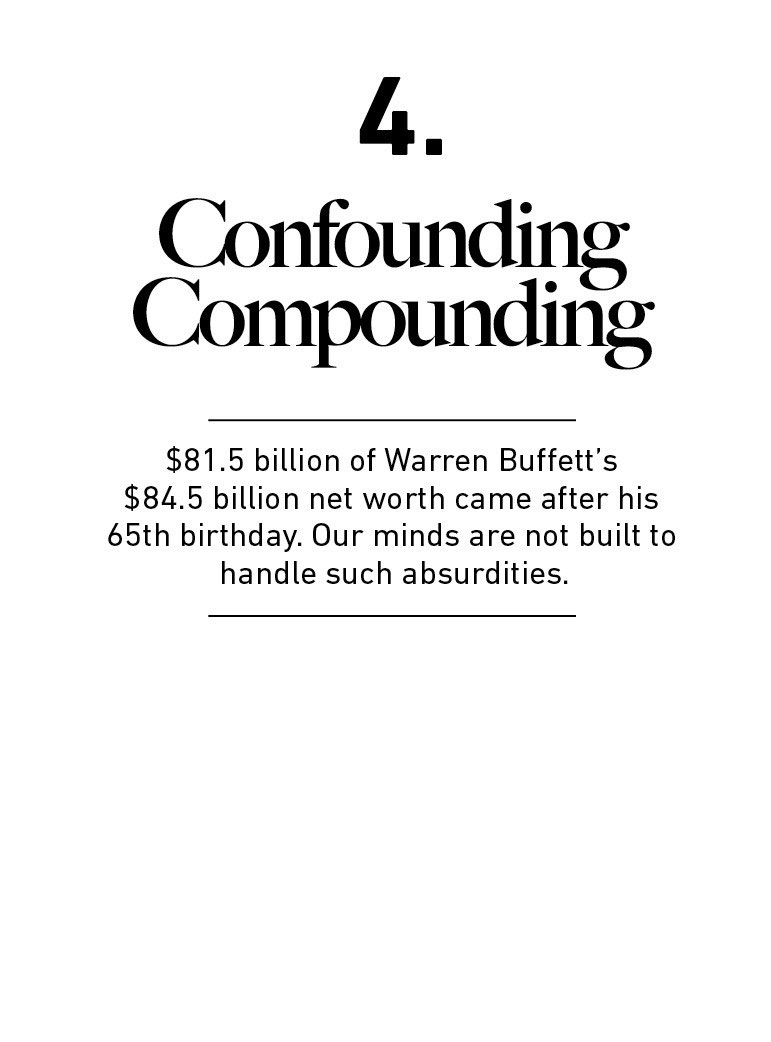 4.
Confounding
Compounding
$81.5 billion of Warren Buffett’s
$84.5 billion net worth came after his
65th birthday. Our minds are not built to
handle such absurdities.